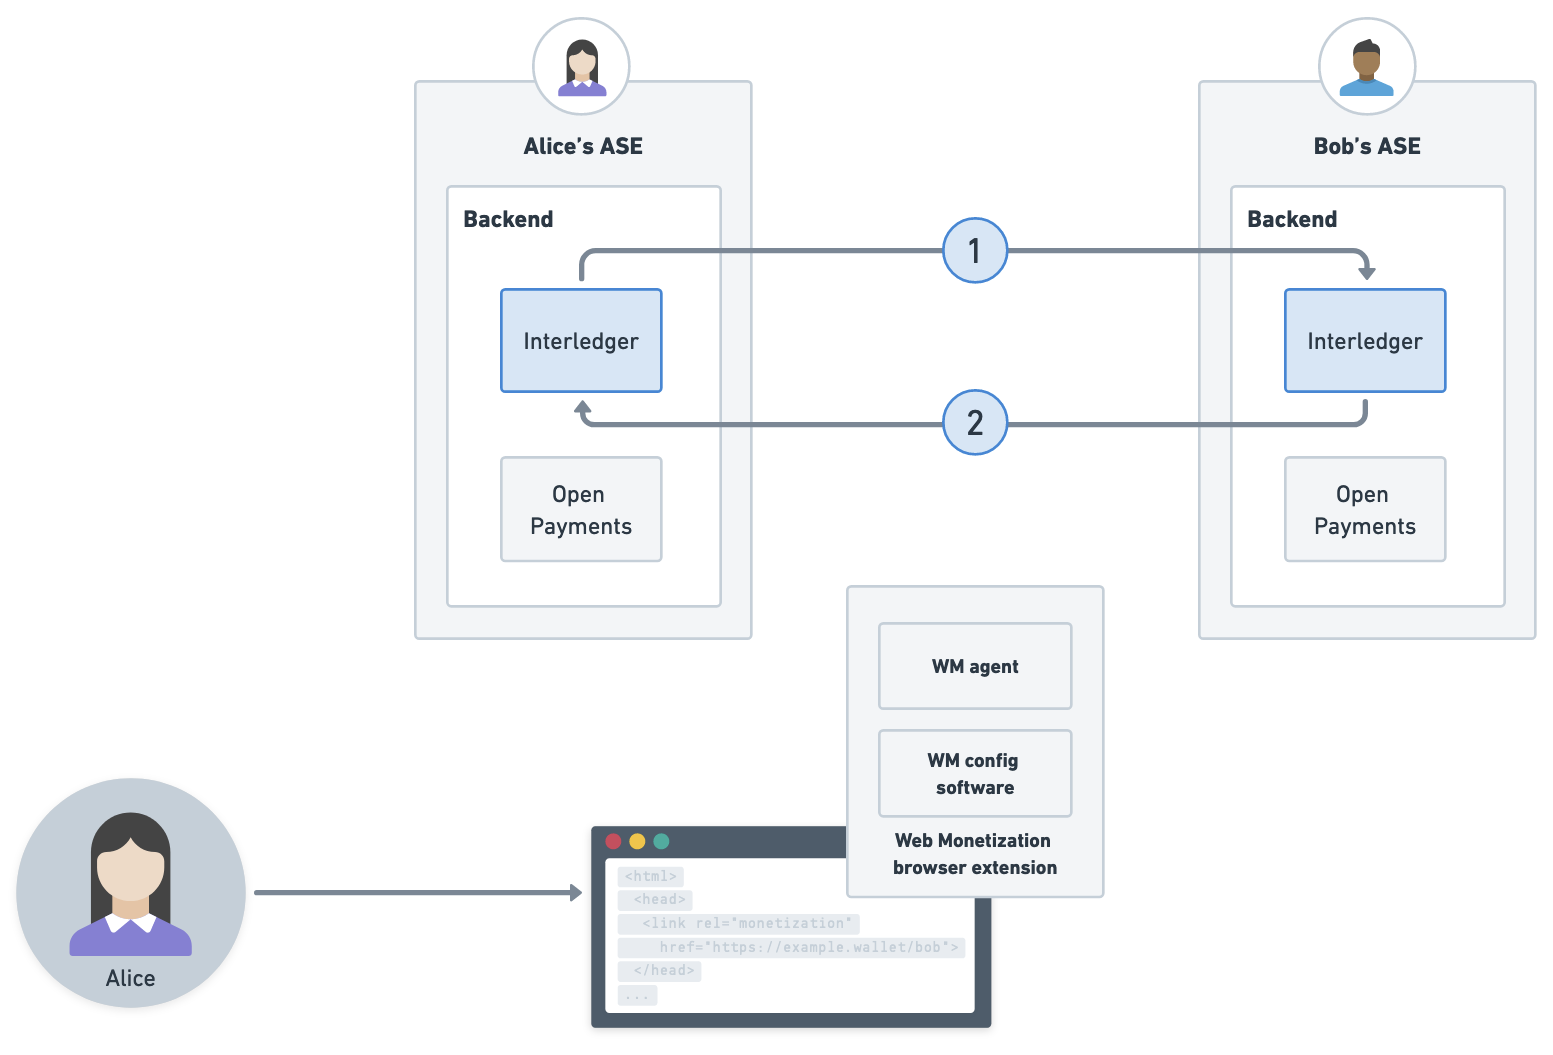 Alice’s ASE
Backend
Interledger
Open
Payments
1
2
Bob’s ASE
Backend
Interledger
Open
Payments
WM agent
WM config
software
Web Monetization
browser extension
Alice
<html>
<head>
<link rel="monetization"
href="https://example.wallet/bob">
</head>
...